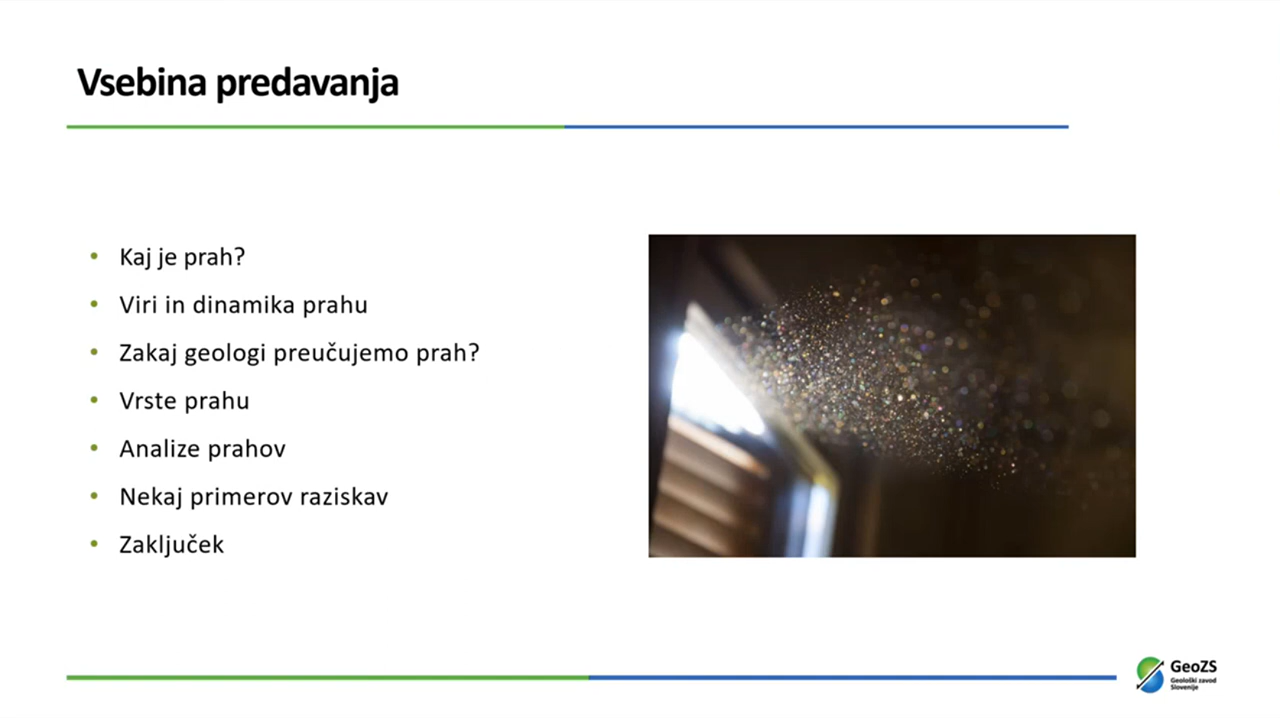 Vsebina predavanja
• Kaj je prah?
• Viri in dinamika prahu
• Zakaj geologi preučujemo prah?
• Vrste prahu
• Analize prahov
• Nekaj primerov raziskav
• Zaključek
GeoZS
Geološki zavod
Slovenije